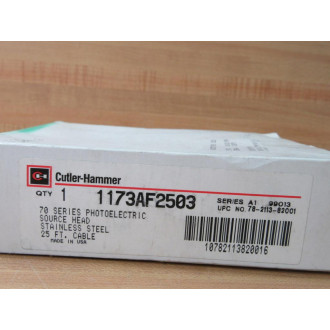 Cutler-Hammer
QTY 1 1173AF2503
70 SERIES PHOTOELECTRIC
SOURCE HEAD
STAINLESS STEEL
25 FT. CABLE
MADE IN USA
SERIES A1 99013
UPC NO. 78-2113-82001
10782113820016